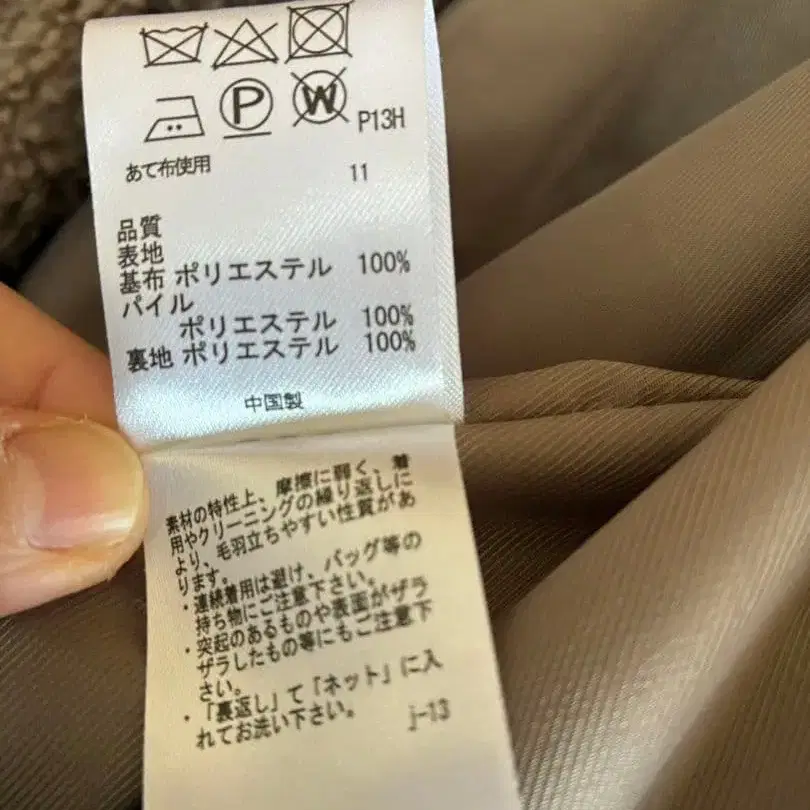 P
W
P13H
あて布使用
11
品質
表地
基布 ポリエステル 100%
パイル
ポリエステル 100%
裏地 ポリエステル 100%
中国製
素材の特性上、摩擦に弱く、着
用やクリーニングの繰り返しに
より、毛羽立ちやすい性質があ
ります。
・連続着用は避け、バッグ等の
持ち物にご注意下さい。
・突起のあるものや表面がザラ
ザラしたもの等にもご注意下
さい。
・「裏返し」て「ネット」に入
れてお洗い下さい。
j-13